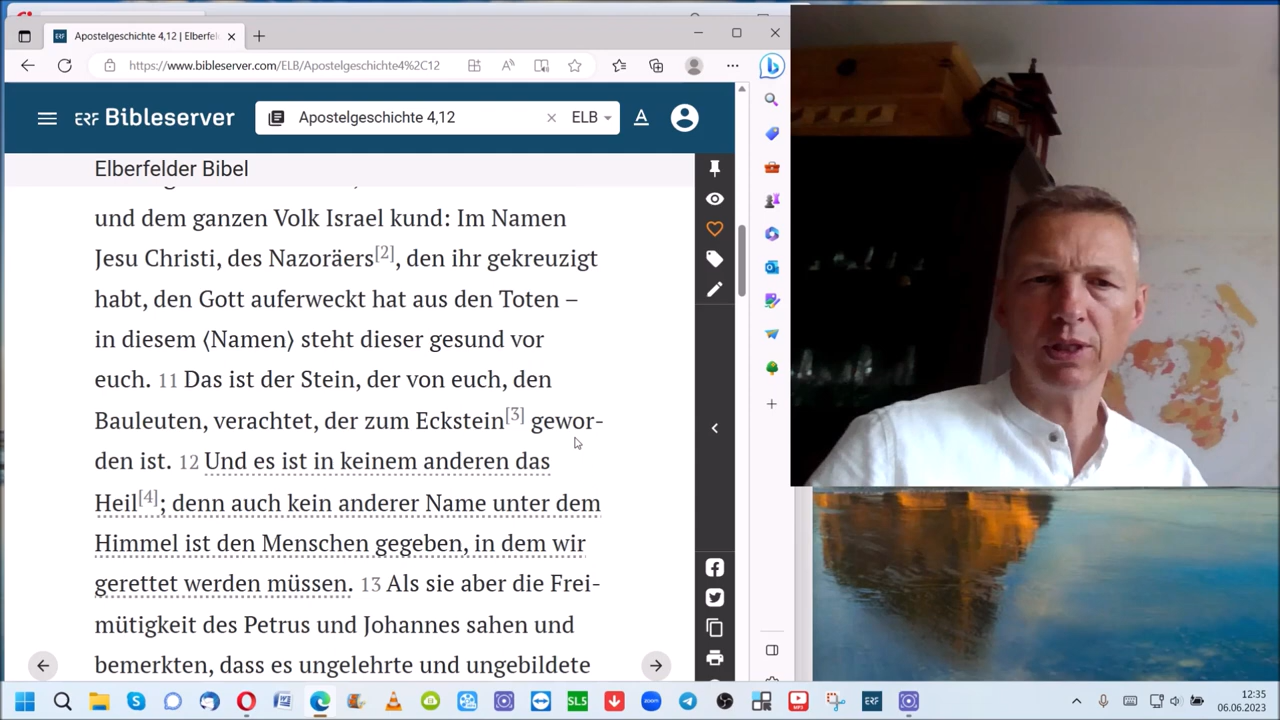 Apostelgeschichte 4,12 | Elberfel
https://www.bibleserver.com/ELB/Apostelgeschichte4%2C12
ERF Bibleserver
Apostelgeschichte 4,12
ELB
A
Elberfelder Bibel
und dem ganzen Volk Israel kund: Im Namen
Jesu Christi, des Nazoräers[2], den ihr gekreuzigt
habt, den Gott auferweckt hat aus den Toten –
in diesem ⟨Namen⟩ steht dieser gesund vor
euch. 11 Das ist der Stein, der von euch, den
Bauleuten, verachtet, der zum Eckstein[3] gewor-
den ist. 12 Und es ist in keinem anderen das
Heil[4]; denn auch kein anderer Name unter dem
Himmel ist den Menschen gegeben, in dem wir
gerettet werden müssen. 13 Als sie aber die Frei-
mütigkeit des Petrus und Johannes sahen und
bemerkten, dass es ungelehrte und ungebildete
SL5
zoom
MP3
ERF
12:35
06.06.2023